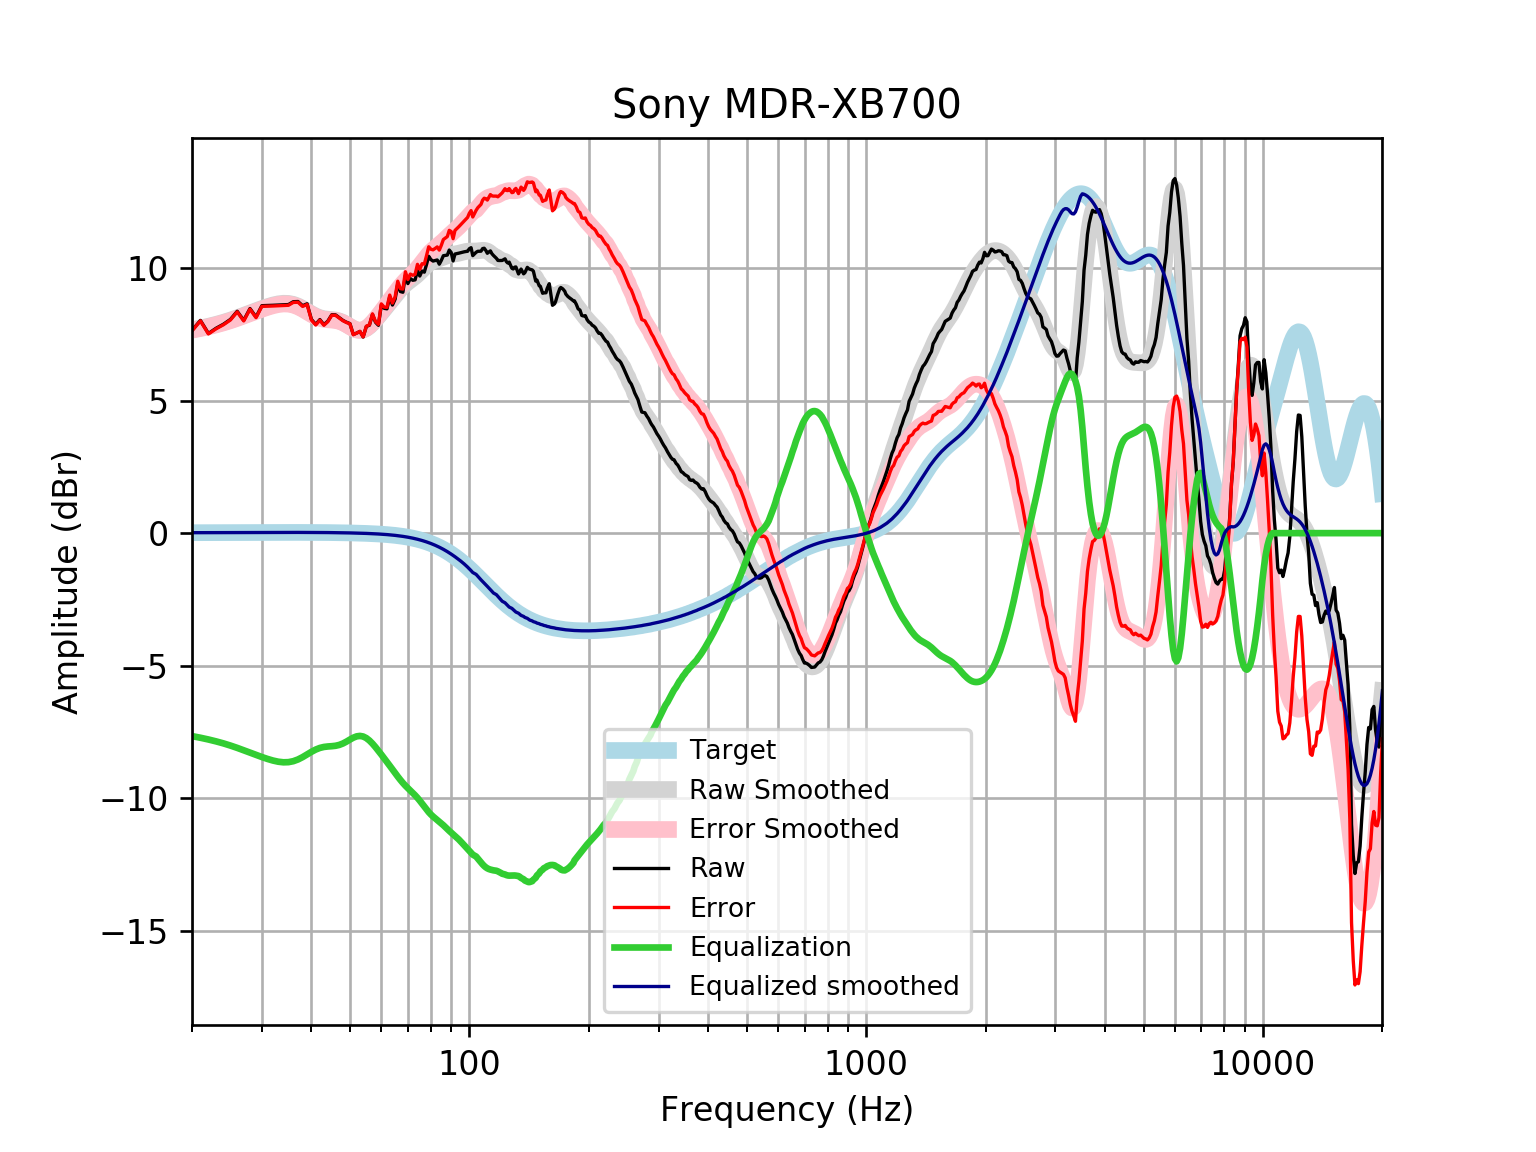 Sony MDR-XB700
Amplitude (dBr)
10
5
0
−5
−10
−15
Target
Raw Smoothed
Error Smoothed
Raw
Error
Equalization
Equalized smoothed
100
1000
10000
Frequency (Hz)